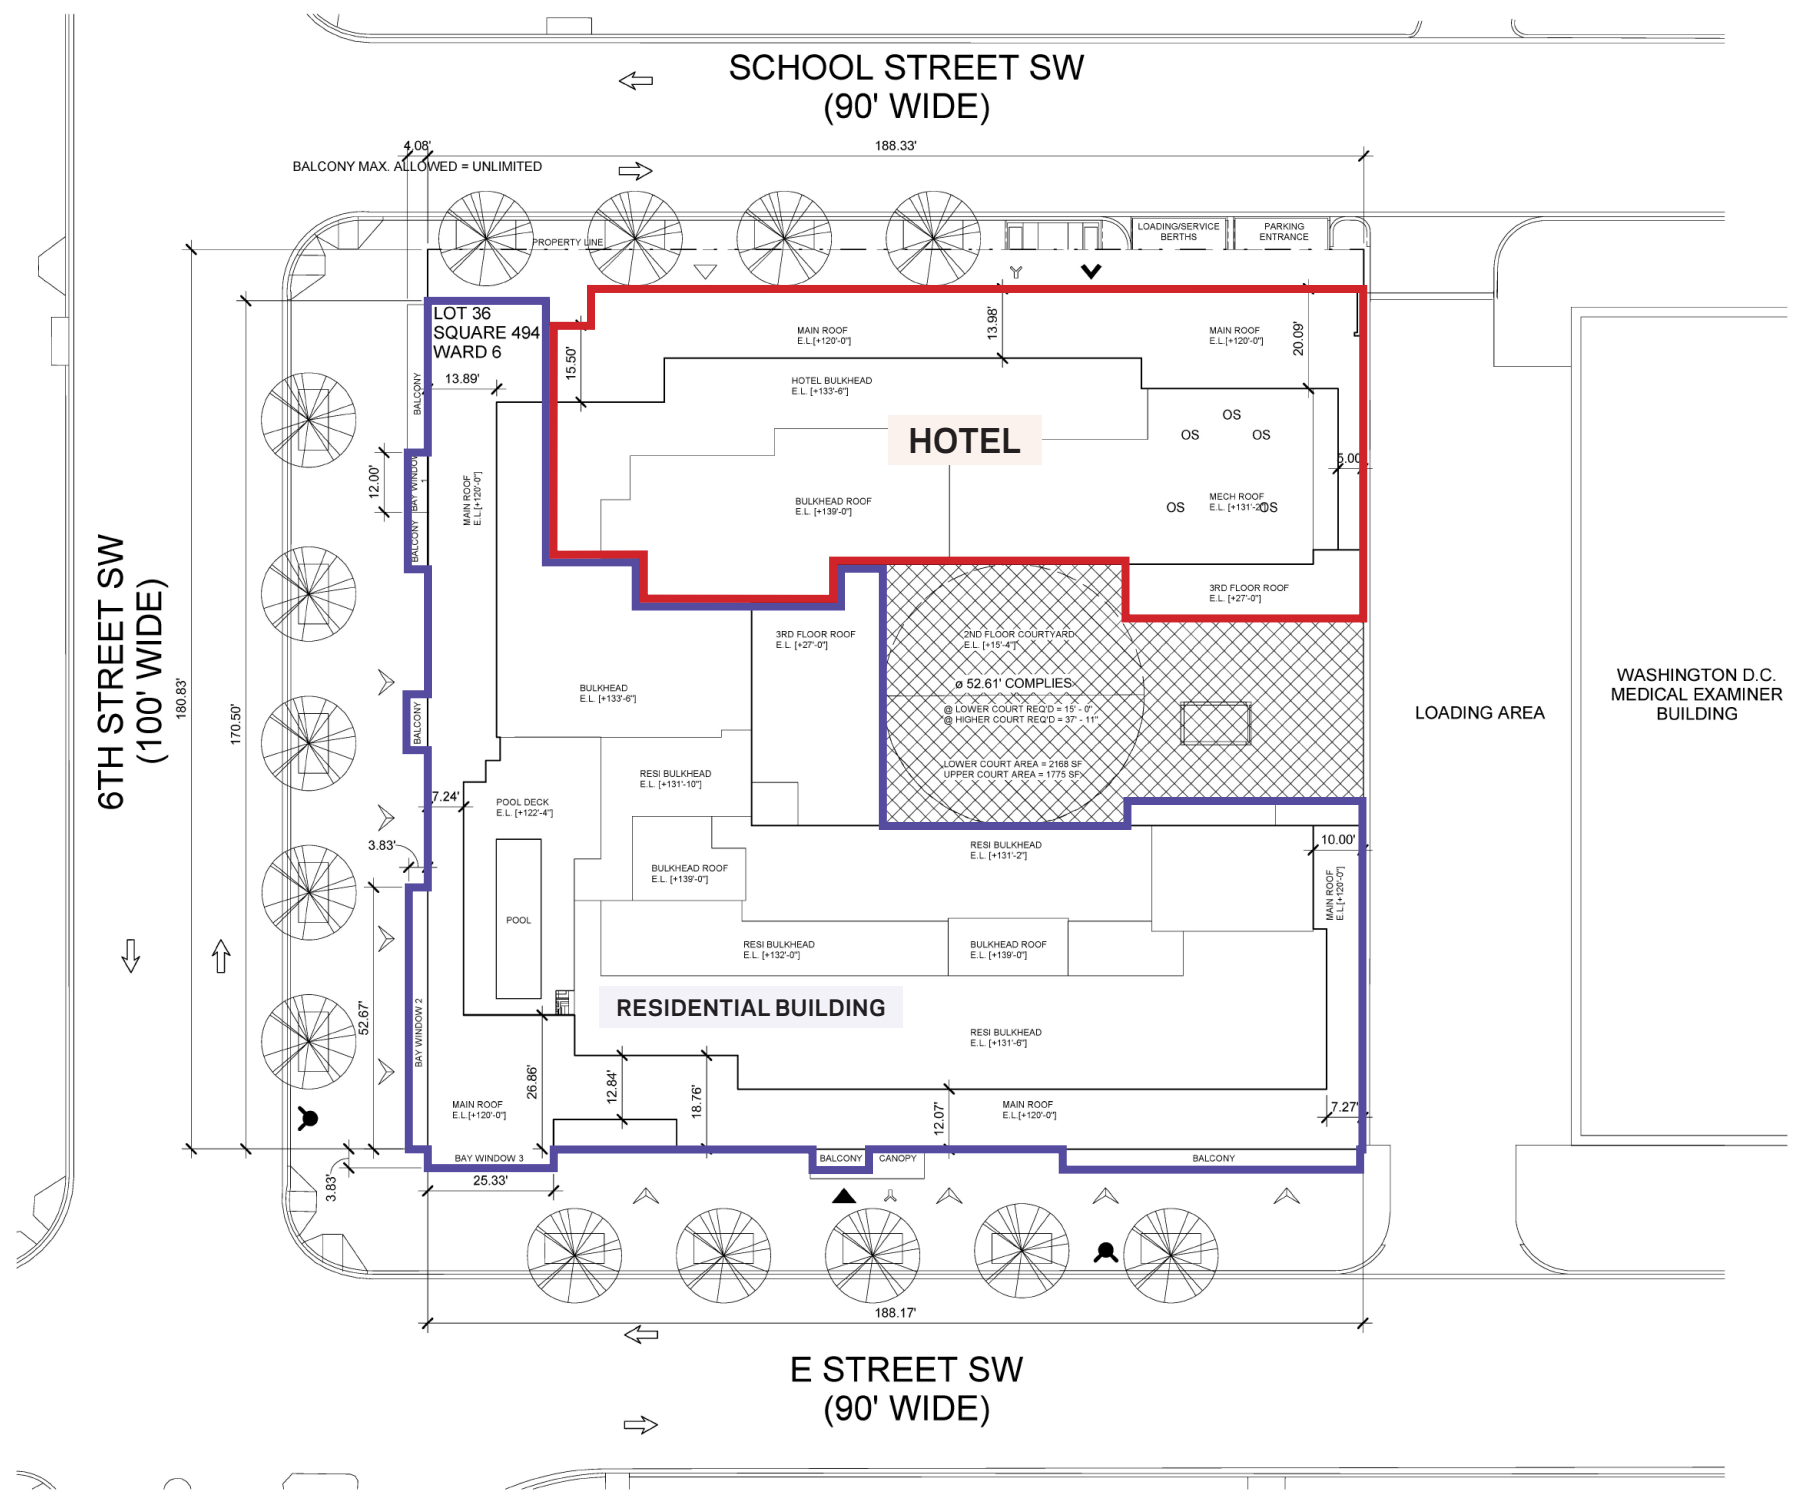 SCHOOL STREET SW
(90' WIDE)
4.08'
188.33'
BALCONY MAX. ALLOWED = UNLIMITED
PROPERTY LINE
LOADING/SERVICE
BERTHS
PARKING
ENTRANCE
LOT 36
SQUARE 494
WARD 6
13.89'
15.50'
MAIN ROOF
E.L.[+120'-0"]
13.98'
MAIN ROOF
E.L.[+120'-0"]
20.09'
HOTEL BULKHEAD
E.L. [+133'-6"]
BALCONY
OS
OS
OS
HOTEL
5.00'
12.00'
BAY WINDOW
1
MAIN ROOF
E.L.[+120'-0"]
BULKHEAD ROOF
E.L. [+139'-0"]
MECH ROOF
E.L. [+131'-2"]
OS
OS
BALCONY
6TH STREET SW
(100' WIDE)
180.83'
170.50'
3RD FLOOR ROOF
E.L. [+27'-0"]
3RD FLOOR ROOF
E.L. [+27'-0"]
2ND FLOOR COURTYARD
E.L. [+15'-4"]
BULKHEAD
E.L. [+133'-6"]
ø 52.61' COMPLIES
@ LOWER COURT REQ'D = 15' - 0"
@ HIGHER COURT REQ'D = 37' - 11"
LOWER COURT AREA = 2168 SF
UPPER COURT AREA = 1775 SF
BALCONY
LOADING AREA
WASHINGTON D.C.
MEDICAL EXAMINER
BUILDING
RESI BULKHEAD
E.L. [+131'-10"]
7.24'
POOL DECK
E.L. [+122'-4"]
3.83'
RESI BULKHEAD
E.L. [+131'-2"]
10.00'
BULKHEAD ROOF
E.L. [+139'-0"]
MAIN ROOF
E.L.[+120'-0"]
POOL
RESI BULKHEAD
E.L. [+132'-0"]
BULKHEAD ROOF
E.L. [+139'-0"]
52.67'
BAY WINDOW 2
RESIDENTIAL BUILDING
RESI BULKHEAD
E.L. [+131'-6"]
26.86'
12.84'
18.76'
12.07'
MAIN ROOF
E.L.[+120'-0"]
MAIN ROOF
E.L.[+120'-0"]
7.27'
BAY WINDOW 3
BALCONY
CANOPY
BALCONY
3.83'
25.33'
188.17'
E STREET SW
(90' WIDE)